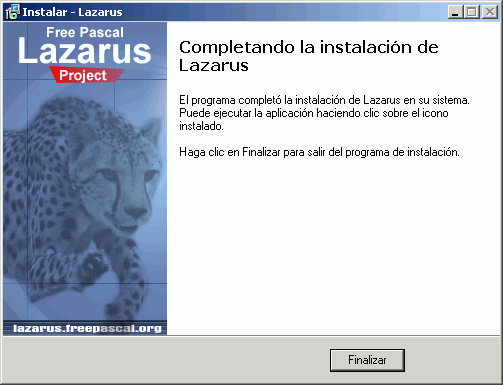 Instalar - Lazarus
Free Pascal
Lazarus
Project
Completando la instalación de
Lazarus
El programa completó la instalación de Lazarus en su sistema.
Puede ejecutar la aplicación haciendo clic sobre el icono
instalado.
Haga clic en Finalizar para salir del programa de instalación.
lazarus.freepascal.org
Finalizar